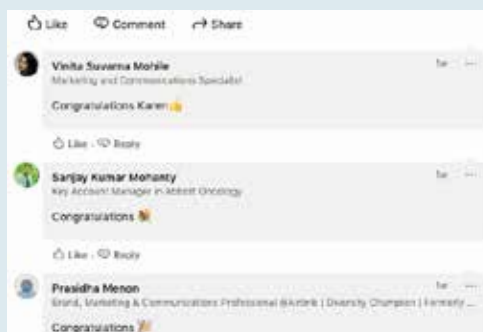 Like Comment Share
Vinita Suvarna Mohile 1w
Marketing and Communications Specialist
Congratulations Karen
Like · Reply
Sanjay Kumar Mohanty 1w
Key Account Manager in Abbott Oncology
Congratulations
Like · Reply
Prasidha Menon 1w
Brand, Marketing & Communications Professional @Airbnb | Diversity Champion | Formerly ...
Congratulations